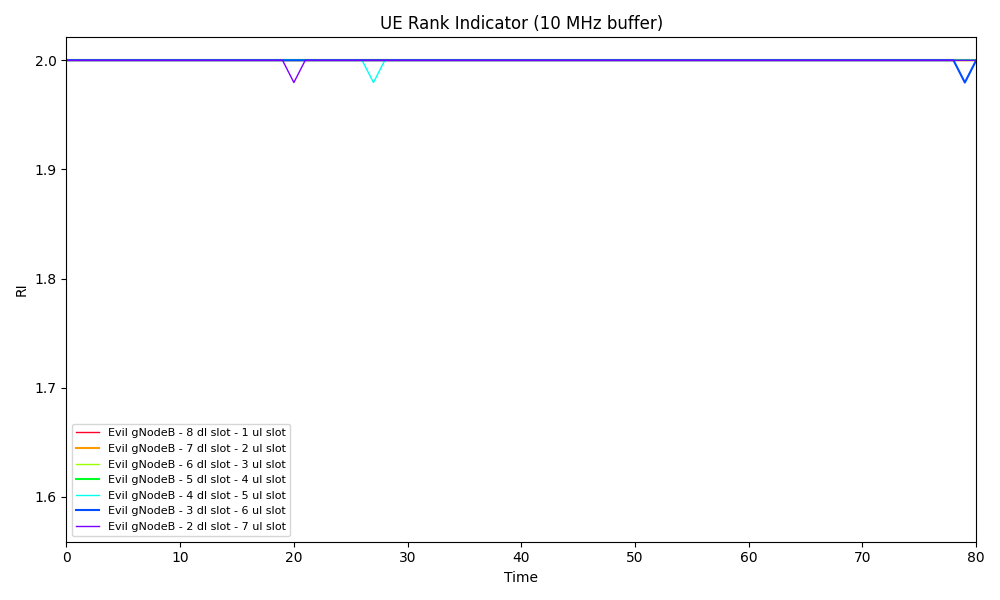 UE Rank Indicator (10 MHz buffer)
2.0
1.9
1.8
1.7
1.6
RI
Evil gNodeB - 8 dl slot - 1 ul slot
Evil gNodeB - 7 dl slot - 2 ul slot
Evil gNodeB - 6 dl slot - 3 ul slot
Evil gNodeB - 5 dl slot - 4 ul slot
Evil gNodeB - 4 dl slot - 5 ul slot
Evil gNodeB - 3 dl slot - 6 ul slot
Evil gNodeB - 2 dl slot - 7 ul slot
0 10 20 30 40 50 60 70 80
Time